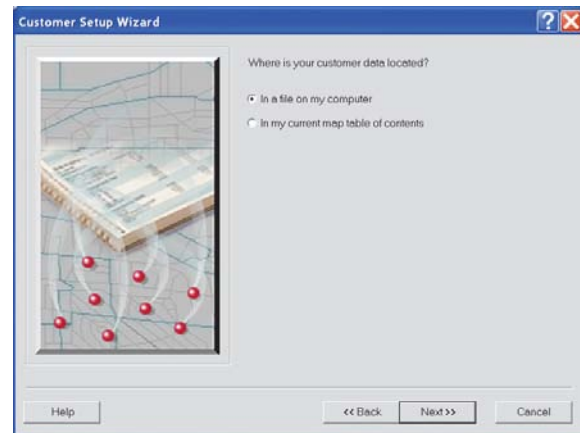 Customer Setup Wizard
Where is your customer data located?
In a file on my computer
In my current map table of contents
Help
<< Back
Next >>
Cancel